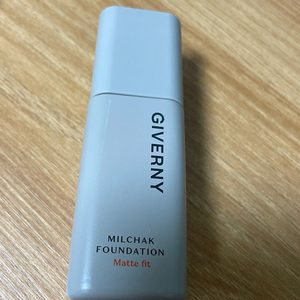 GIVERNY
MILCHAK
FOUNDATION
Matte fit